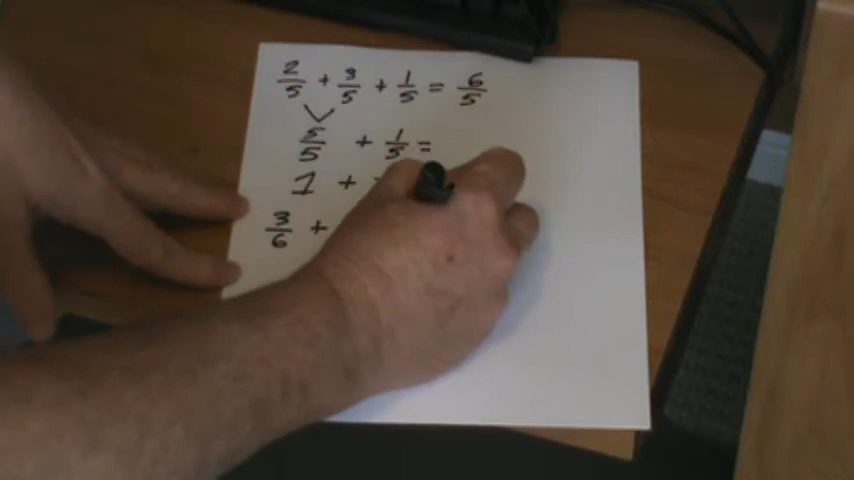 2/5 + 3/5 + 1/5 = 6/5
5/5 + 1/5 =
1 +
3/6 +